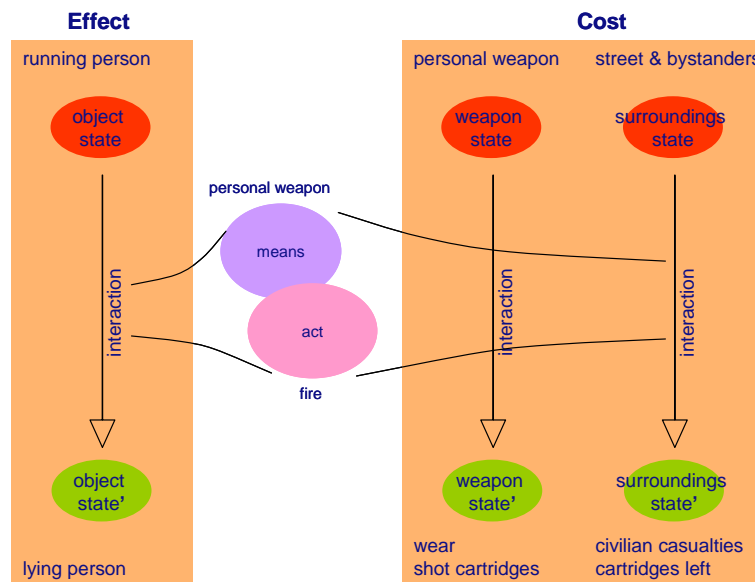 Effect
Cost
running person
personal weapon
street & bystanders
object
state
weapon
state
surroundings
state
personal weapon
means
interaction
interaction
interaction
act
fire
object
state'
weapon
state'
surroundings
state'
lying person
wear
shot cartridges
civilian casualties
cartridges left